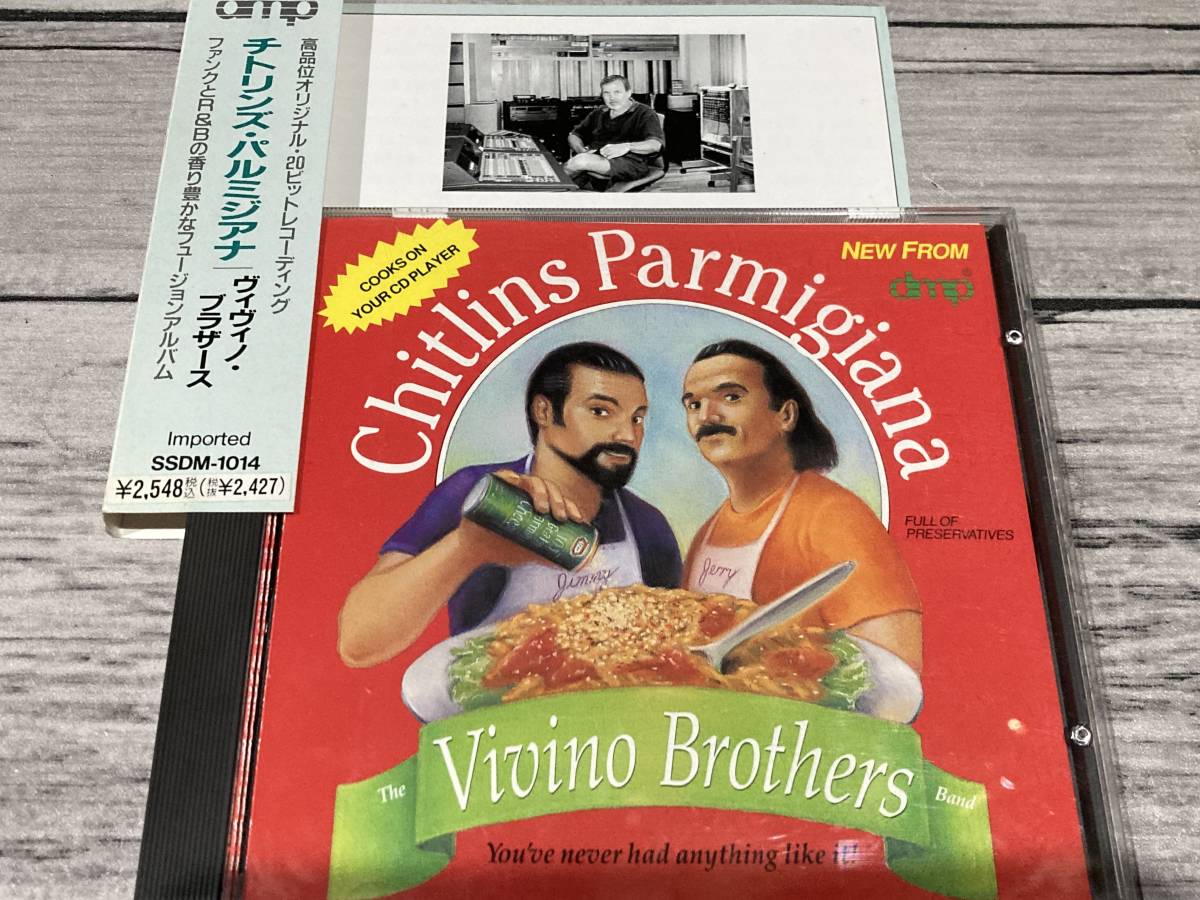 dmp
高品位オリジナル・20ビットレコーディング
チトリンズ・パルミジアナ
ヴィヴィノ・
ブラザース
ファンクとR&Bの香り豊かなフュージョンアルバム
Imported
SSDM-1014
¥2,548税込(税抜¥2,427)
COOKS ON
YOUR CD PLAYER
Chitlins Parmigiana
NEW FROM
dmp®
FULL OF
PRESERVATIVES
Jimmy
Jerry
The Vivino Brothers Band
You've never had anything like it!